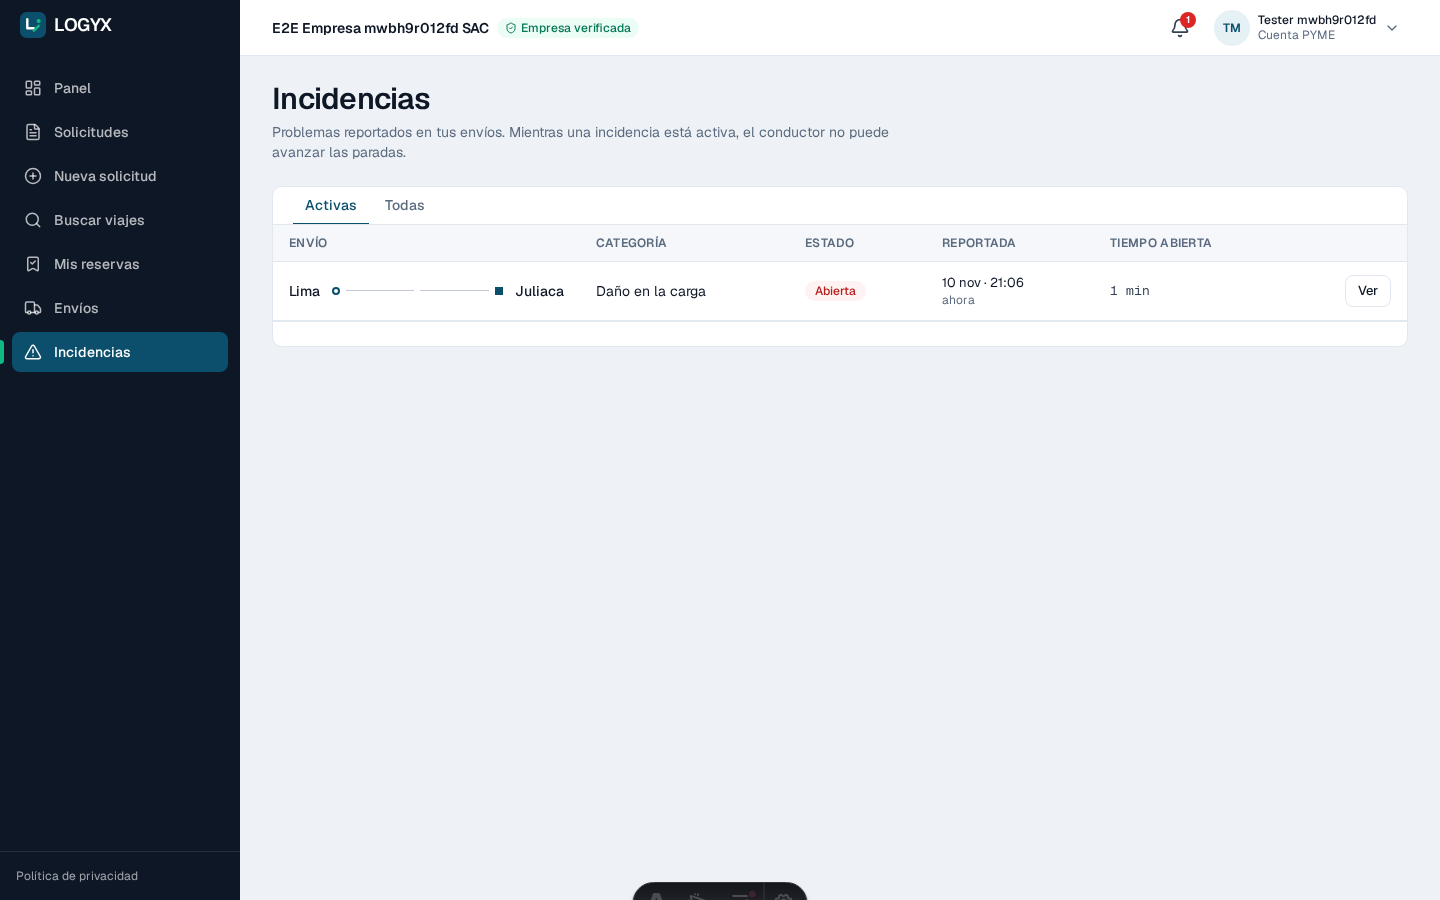 LOGYX
E2E Empresa mwbh9r012fd SAC
Empresa verificada
1
TM
Tester mwbh9r012fd
Cuenta PYME
Panel
Solicitudes
Nueva solicitud
Buscar viajes
Mis reservas
Envíos
Incidencias
Política de privacidad
Incidencias
Problemas reportados en tus envíos. Mientras una incidencia está activa, el conductor no puede
avanzar las paradas.
Activas Todas
ENVÍO CATEGORÍA ESTADO REPORTADA TIEMPO ABIERTA
Lima Juliaca Daño en la carga Abierta 10 nov · 21:06 1 min Ver
ahora